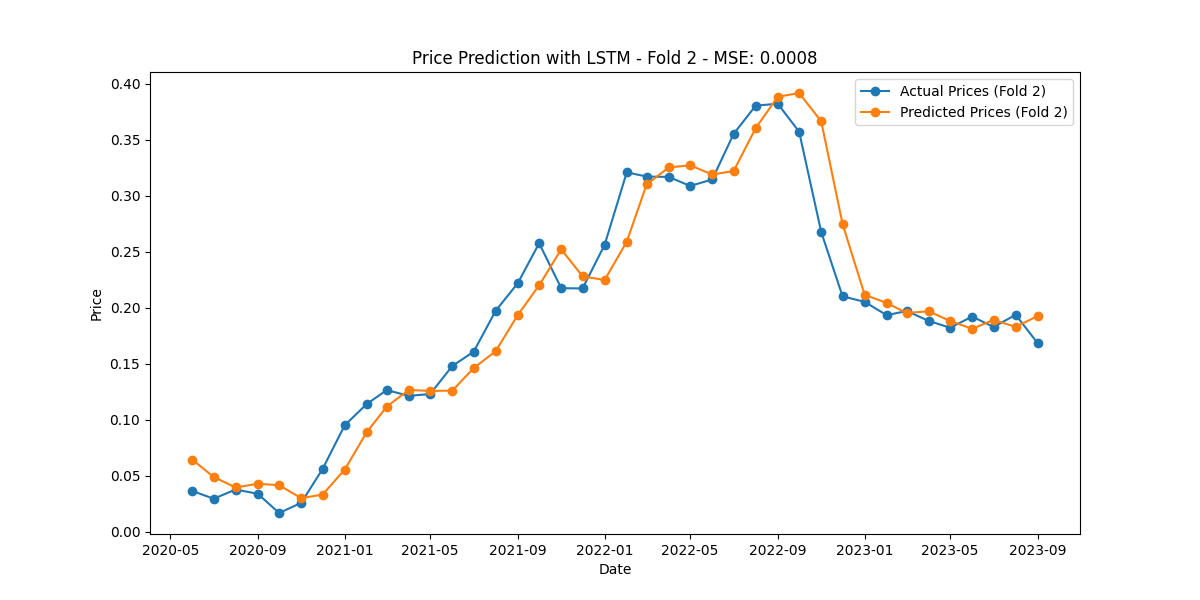 Price Prediction with LSTM - Fold 2 - MSE: 0.0008
Actual Prices (Fold 2)
Predicted Prices (Fold 2)
Price
0.40
0.35
0.30
0.25
0.20
0.15
0.10
0.05
0.00
2020-05 2020-09 2021-01 2021-05 2021-09 2022-01 2022-05 2022-09 2023-01 2023-05 2023-09
Date